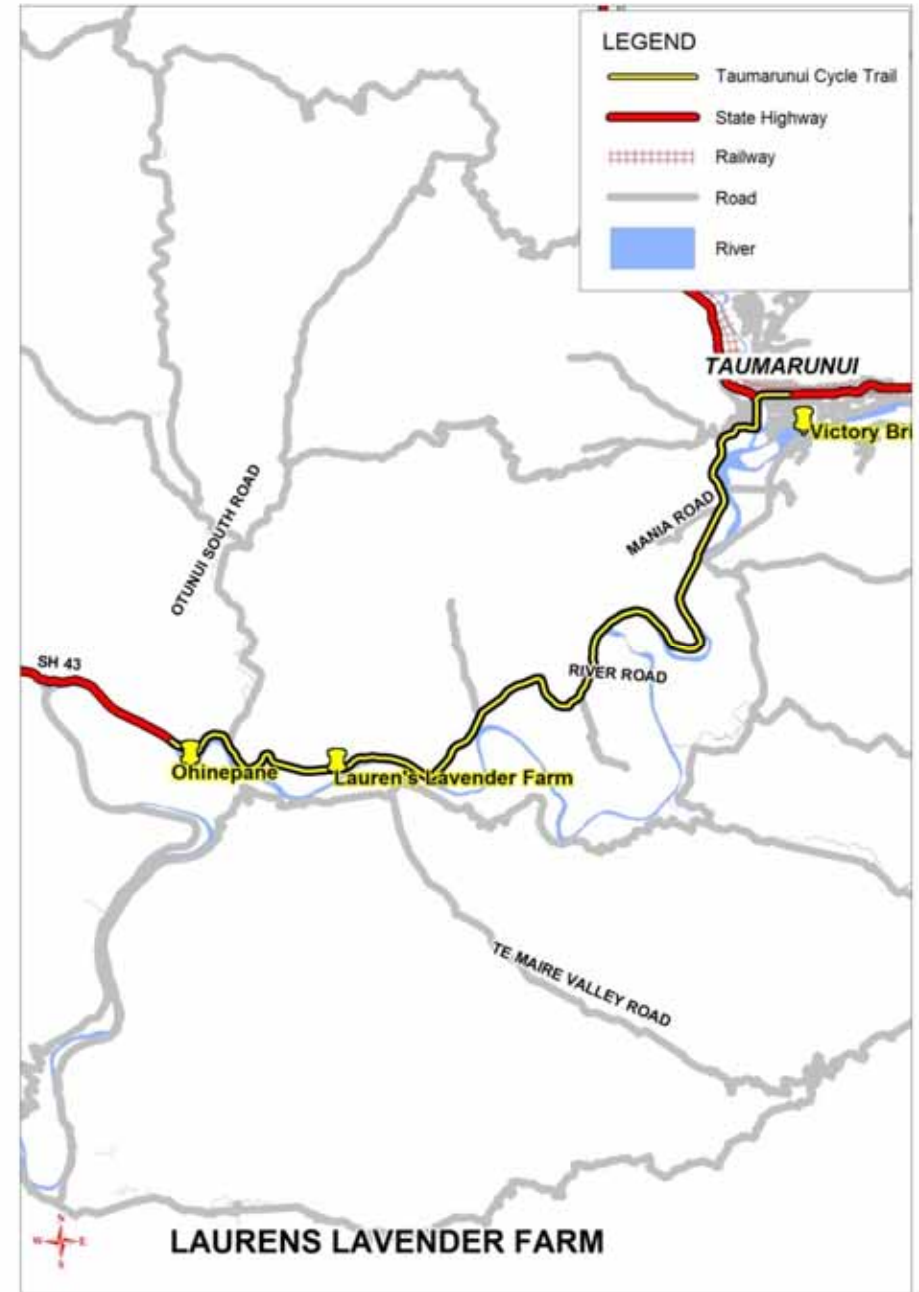 LEGEND
Taumarunui Cycle Trail
State Highway
Railway
Road
River
TAUMARUNUI
Victory Bri
MANIA ROAD
OTUNUI SOUTH ROAD
SH 43
RIVER ROAD
Ohinepane
Lauren's Lavender Farm
TE MAIRE VALLEY ROAD
N
W E
S
LAURENS LAVENDER FARM